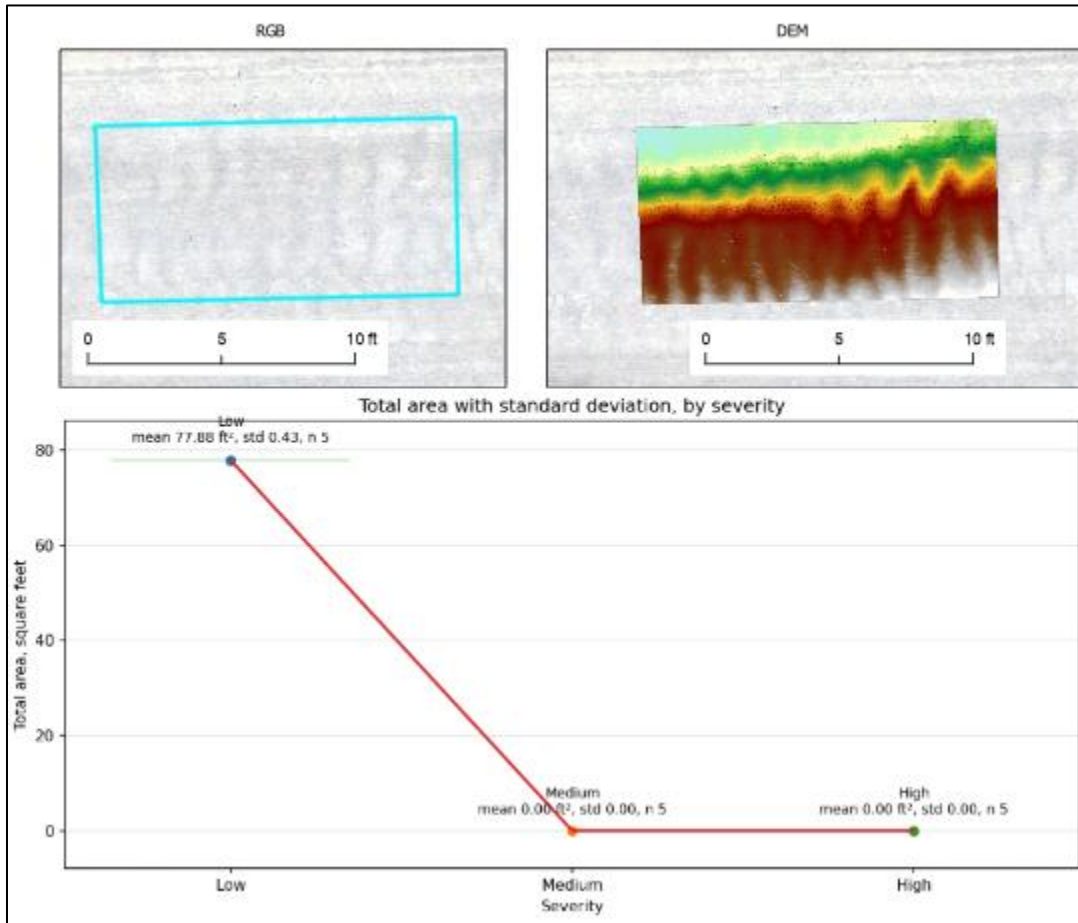 RGB
DEM
0 5 10 ft
0 5 10 ft
Total area with standard deviation, by severity
Low
mean 77.88 ft², std 0.43, n 5
80
60
40
20
0
Total area, square feet
Medium
mean 0.00 ft², std 0.00, n 5
High
mean 0.00 ft², std 0.00, n 5
Low
Medium
High
Severity